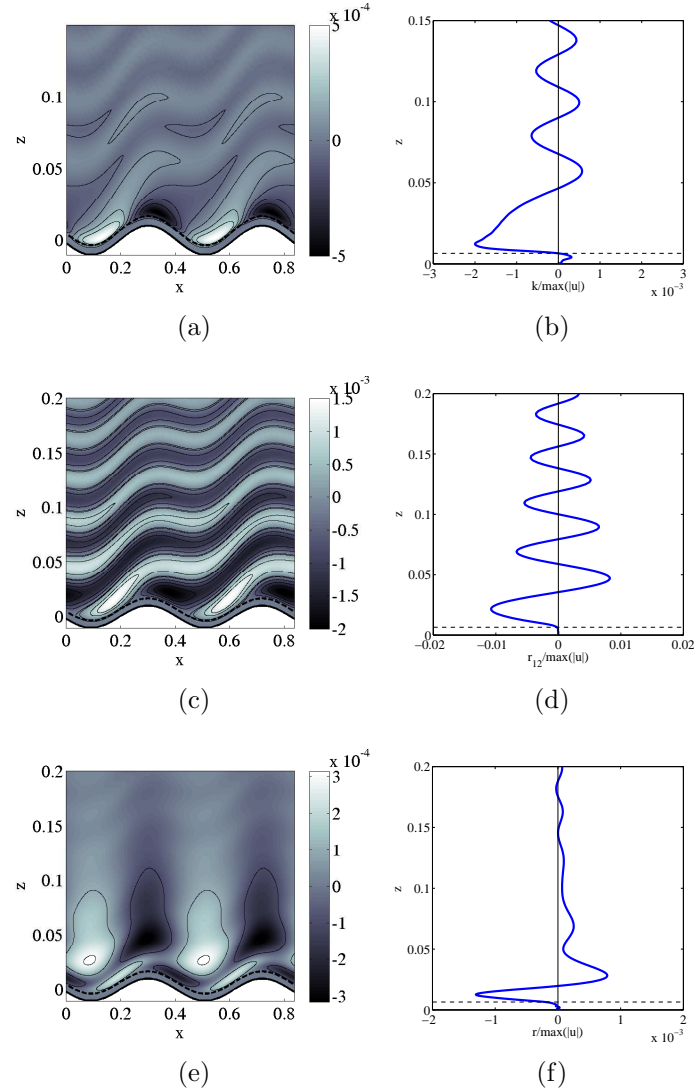 x 10^-4
5
0
-5
0.1
0.05
0
z
0 0.2 0.4 0.6 0.8
x
(a)
0.15
0.1
0.05
0
z
−3 −2 −1 0 1 2 3
k/max(|u|)
x 10^−3
(b)
x 10^-3
1.5
1
0.5
0
-0.5
-1
-1.5
-2
0.2
0.15
0.1
0.05
0
z
0 0.2 0.4 0.6 0.8
x
(c)
0.2
0.15
0.1
0.05
0
z
−0.02 −0.01 0 0.01 0.02
r_12/max(|u|)
(d)
x 10^-4
3
2
1
0
-1
-2
-3
0.2
0.15
0.1
0.05
0
z
0 0.2 0.4 0.6 0.8
x
(e)
0.2
0.15
0.1
0.05
0
z
−2 −1 0 1 2
r/max(|u|)
x 10^−3
(f)